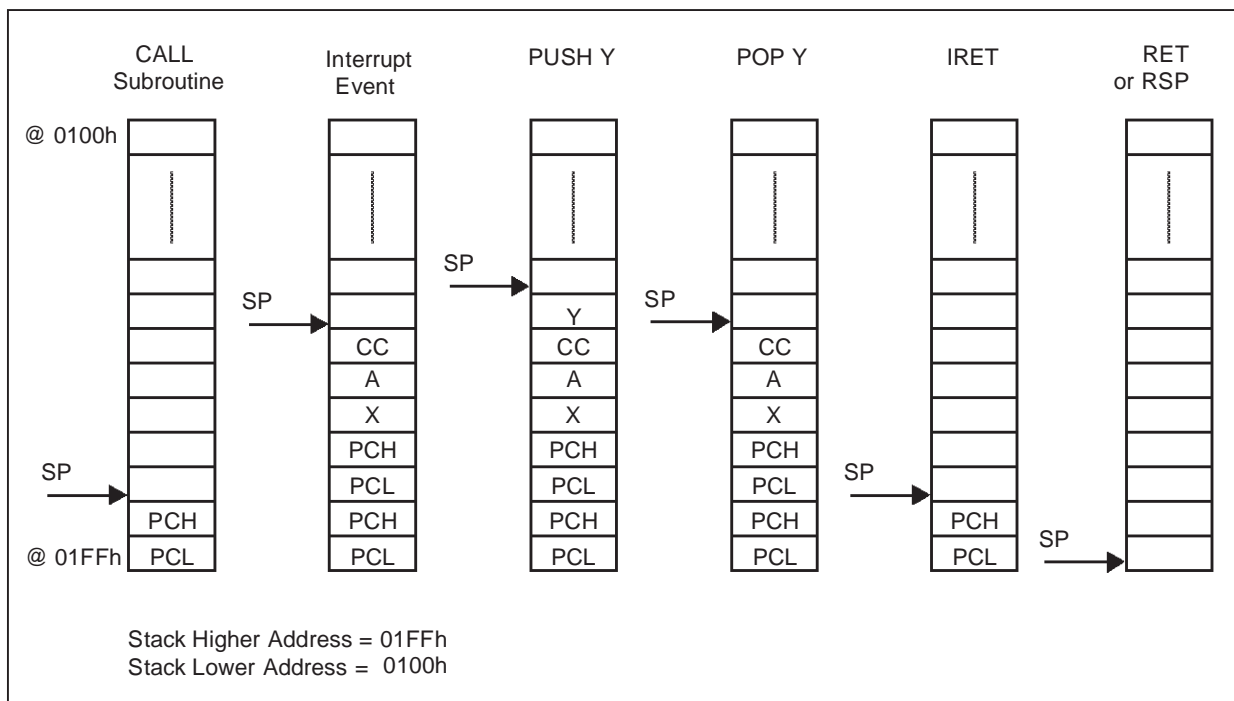 CALL
Subroutine
Interrupt
Event
PUSH Y
POP Y
IRET
RET
or RSP
@ 0100h
SP
SP
SP
Y
SP
CC
CC
CC
A
A
A
X
X
X
PCH
PCH
PCH
SP
PCL
PCL
PCL
SP
PCH
PCH
PCH
PCH
PCH
@ 01FFh
PCL
PCL
PCL
PCL
PCL
SP
Stack Higher Address = 01FFh
Stack Lower Address = 0100h